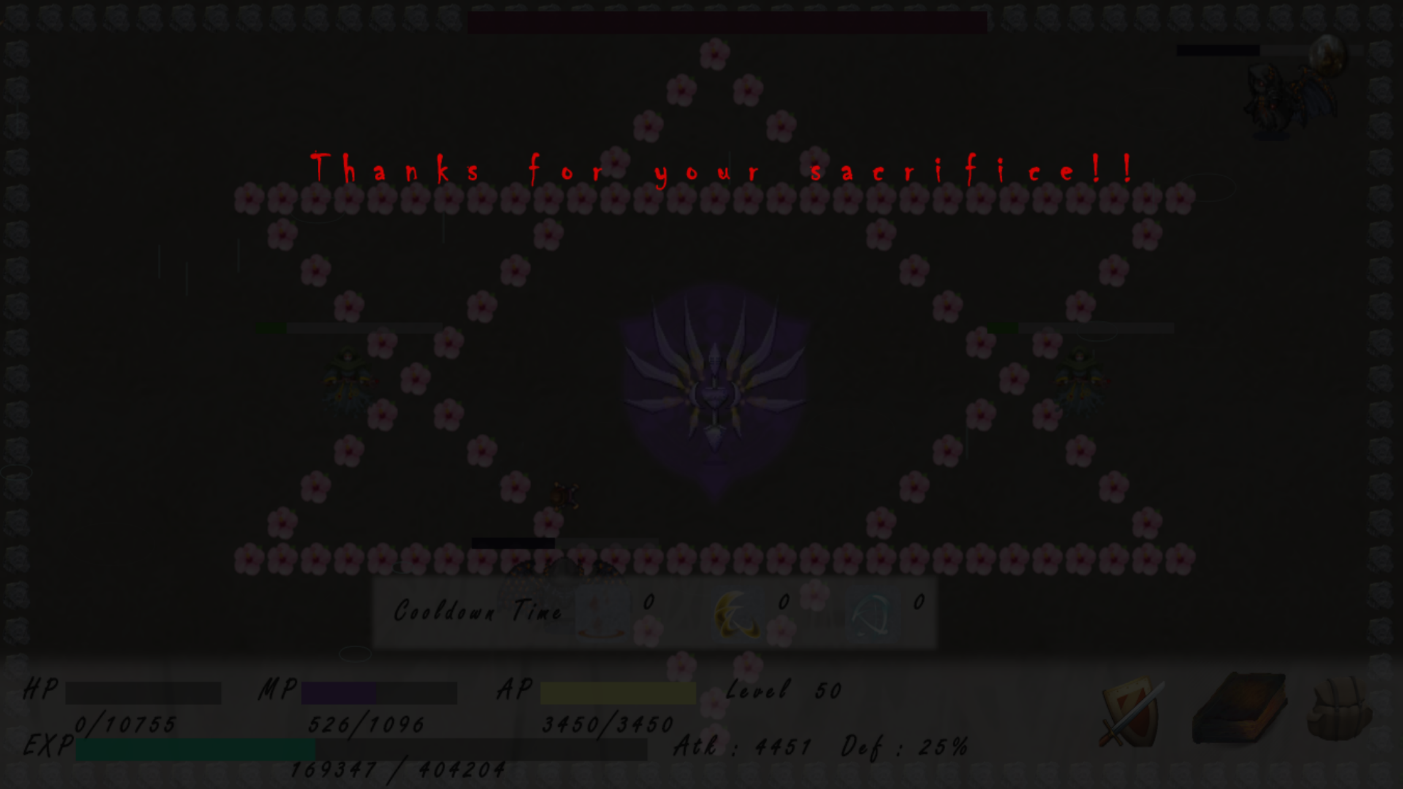 Thanks for your sacrifice!!
Cooldown Time 0 0 0
HP MP AP Level 50
0/10755 526/1096 3450/3450
EXP Atk : 4451 Def : 25%
169347 / 404204